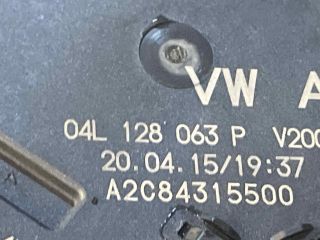 VW A
04L 128 063 P V200
20.04.15/19:37
A2C84315500